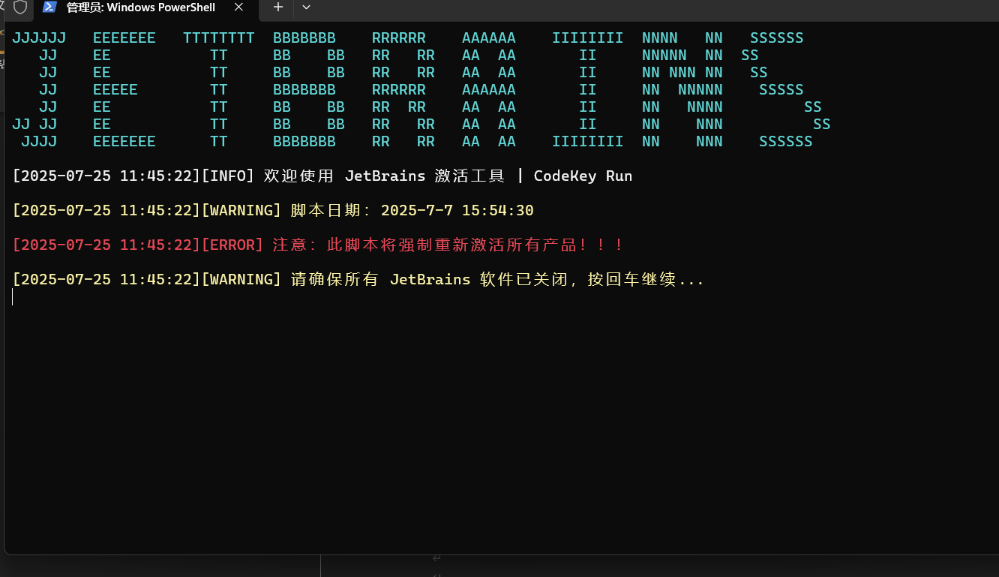 管理员: Windows PowerShell
JJJJJJ   EEEEEEE   TTTTTTTT  BBBBBBB    RRRRRR    AAAAAA    IIIIIIII  NNNN   NN   SSSSSS
   JJ    EE           TT     BB    BB   RR   RR   AA  AA       II     NNNNN  NN  SS
   JJ    EE           TT     BB    BB   RR   RR   AA  AA       II     NN NNN NN   SS
   JJ    EEEEE        TT     BBBBBBB    RRRRRR    AAAAAA       II     NN  NNNNN    SSSSS
   JJ    EE           TT     BB    BB   RR  RR    AA  AA       II     NN   NNNN         SS
JJ JJ    EE           TT     BB    BB   RR   RR   AA  AA       II     NN    NNN          SS
 JJJJ    EEEEEEE      TT     BBBBBBB    RR   RR   AA  AA    IIIIIIII  NN    NNN    SSSSSS
[2025-07-25 11:45:22][INFO] 欢迎使用 JetBrains 激活工具 | CodeKey Run
[2025-07-25 11:45:22][WARNING] 脚本日期: 2025-7-7 15:54:30
[2025-07-25 11:45:22][ERROR] 注意: 此脚本将强制重新激活所有产品！！！
[2025-07-25 11:45:22][WARNING] 请确保所有 JetBrains 软件已关闭，按回车继续...